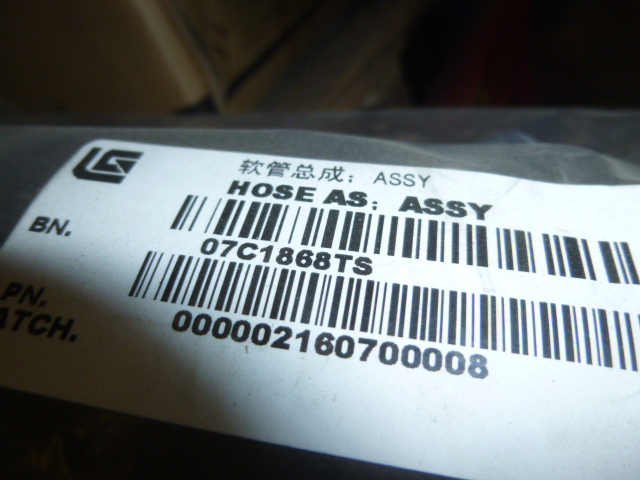 软管总成；ASSY
HOSE AS；ASSY
BN.
07C1868TS
PN.
ATCH.
000002160700008